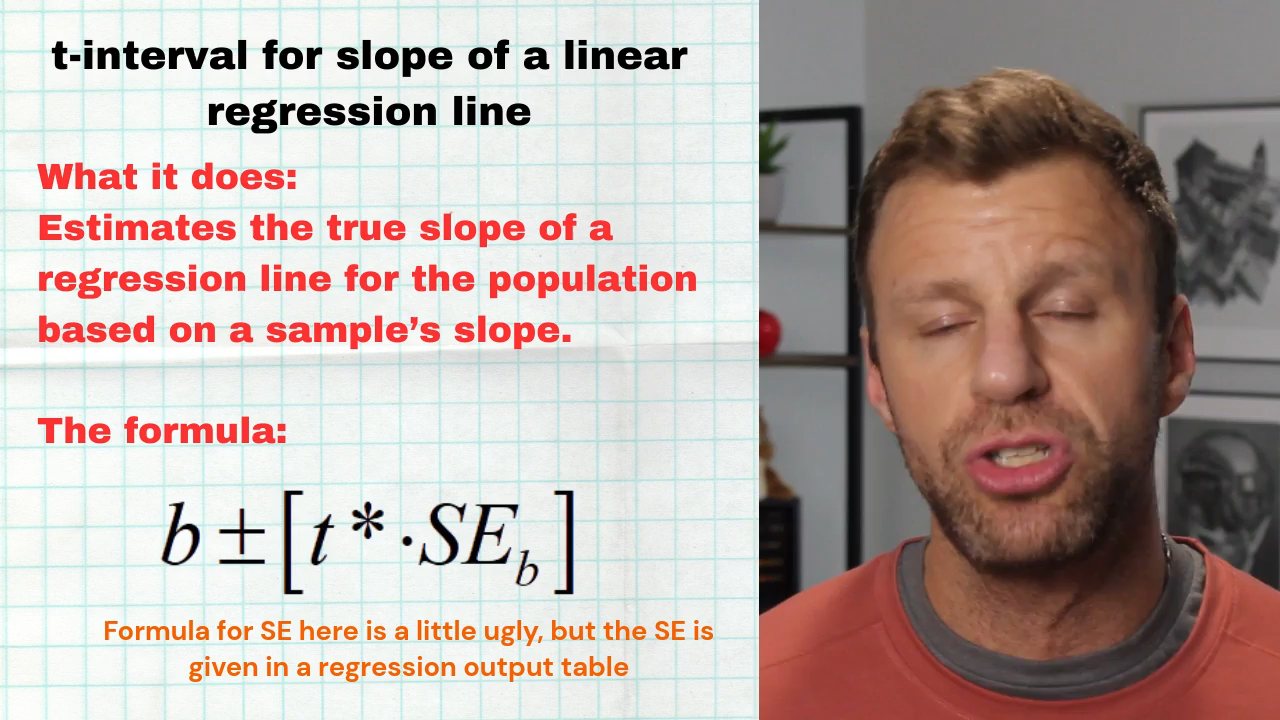 t-interval for slope of a linear
regression line
What it does:
Estimates the true slope of a
regression line for the population
based on a sample’s slope.
The formula:
b ± [t * · SE_b]
Formula for SE here is a little ugly, but the SE is
given in a regression output table